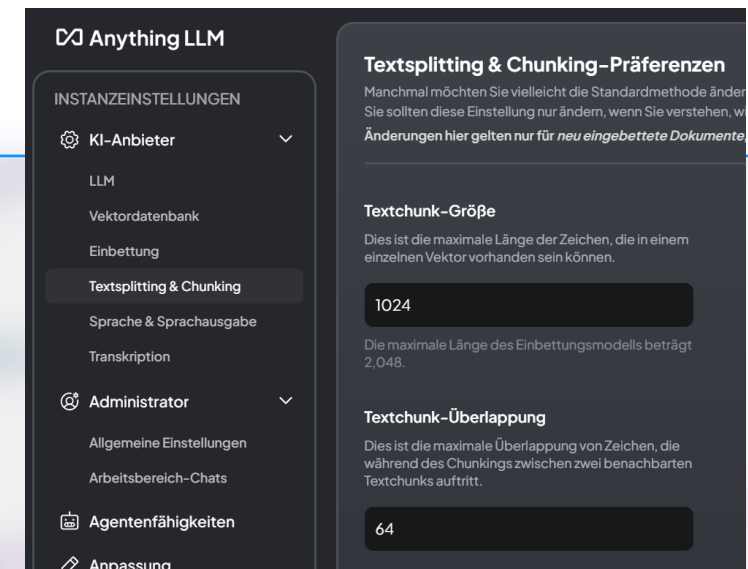 Anything LLM
INSTANZEINSTELLUNGEN
KI-Anbieter
LLM
Vektordatenbank
Einbettung
Textsplitting & Chunking
Sprache & Sprachausgabe
Transkription
Administrator
Allgemeine Einstellungen
Arbeitsbereich-Chats
Agentenfähigkeiten
Anpassung
Textsplitting & Chunking-Präferenzen
Manchmal möchten Sie vielleicht die Standardmethode änder
Sie sollten diese Einstellung nur ändern, wenn Sie verstehen, wi
Änderungen hier gelten nur für neu eingebettete Dokumente,
Textchunk-Größe
Dies ist die maximale Länge der Zeichen, die in einem
einzelnen Vektor vorhanden sein können.
1024
Die maximale Länge des Einbettungsmodells beträgt
2,048.
Textchunk-Überlappung
Dies ist die maximale Überlappung von Zeichen, die
während des Chunkings zwischen zwei benachbarten
Textchunks auftritt.
64